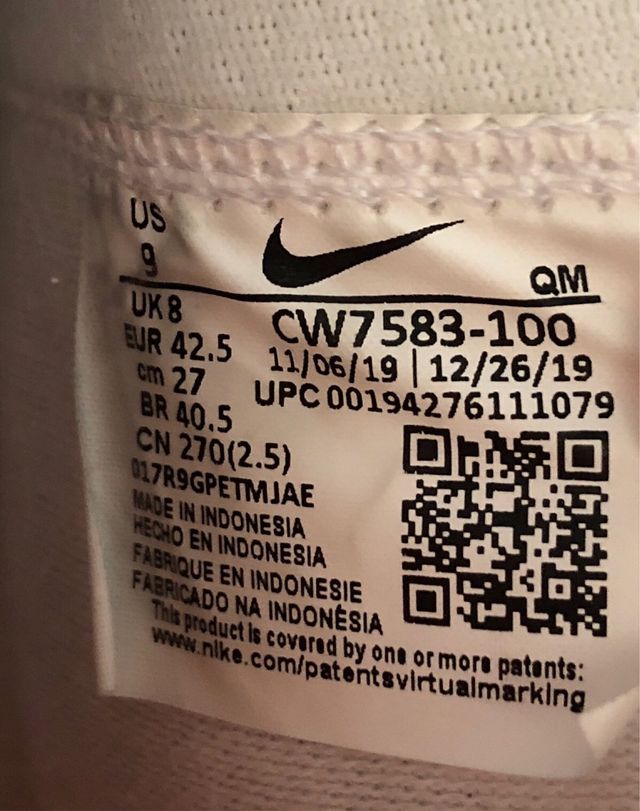 US
9
QM
UK 8
EUR 42.5
cm 27
BR 40.5
CN 270(2.5)
CW7583-100
11/06/19 | 12/26/19
UPC 00194276111079
017R9GPETMJAE
MADE IN INDONESIA
HECHO EN INDONESIA
FABRIQUE EN INDONESIE
FABRICADO NA INDONÉSIA
This product is covered by one or more patents:
www.nike.com/patentsvirtualmarking